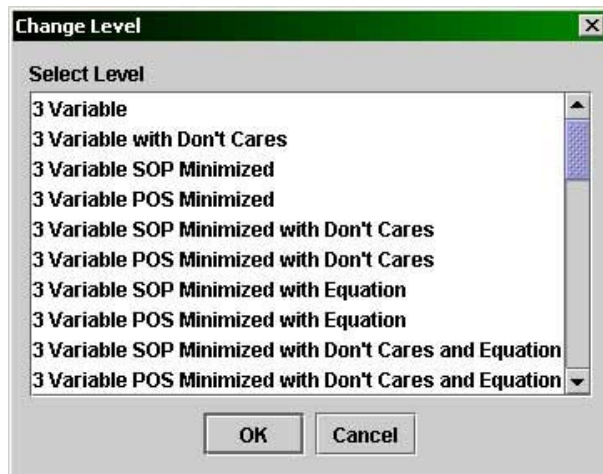 Change Level
Select Level
3 Variable
3 Variable with Don't Cares
3 Variable SOP Minimized
3 Variable POS Minimized
3 Variable SOP Minimized with Don't Cares
3 Variable POS Minimized with Don't Cares
3 Variable SOP Minimized with Equation
3 Variable POS Minimized with Equation
3 Variable SOP Minimized with Don't Cares and Equation
3 Variable POS Minimized with Don't Cares and Equation
OK Cancel